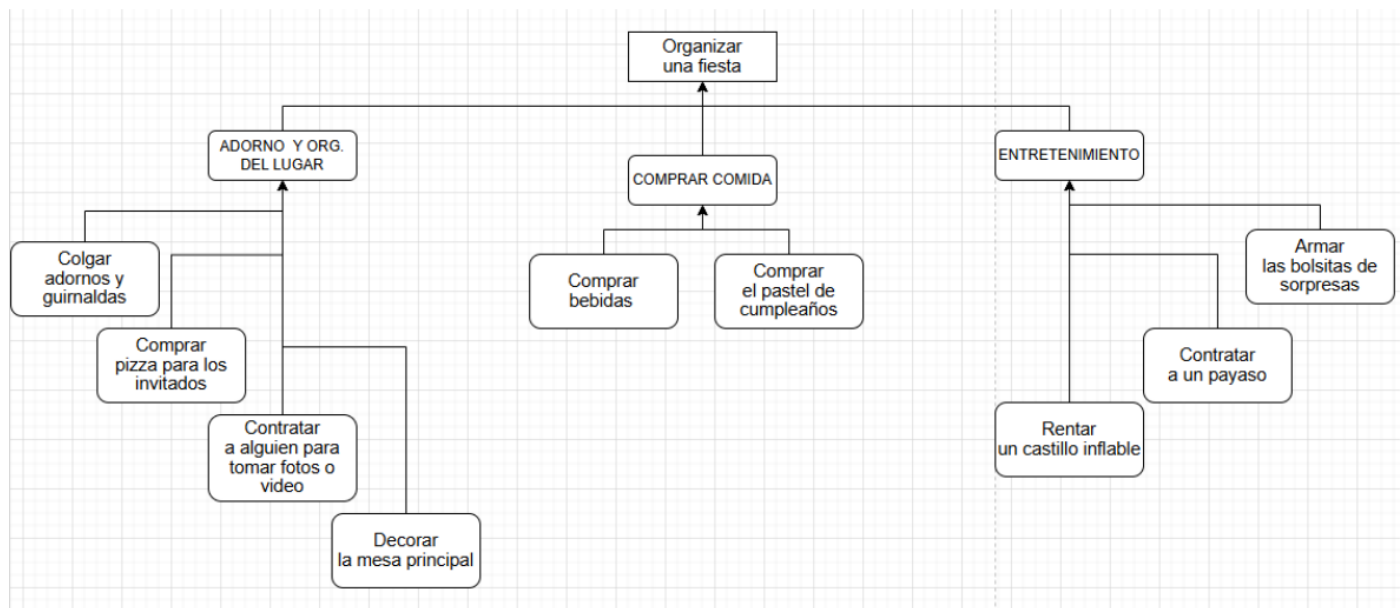 Organizar
una fiesta
ADORNO Y ORG.
DEL LUGAR
COMPRAR COMIDA
ENTRETENIMIENTO
Colgar
adornos y
guirnaldas
Comprar
pizza para los
invitados
Contratar
a alguien para
tomar fotos o
video
Decorar
la mesa principal
Comprar
bebidas
Comprar
el pastel de
cumpleaños
Armar
las bolsitas de
sorpresas
Contratar
a un payaso
Rentar
un castillo inflable